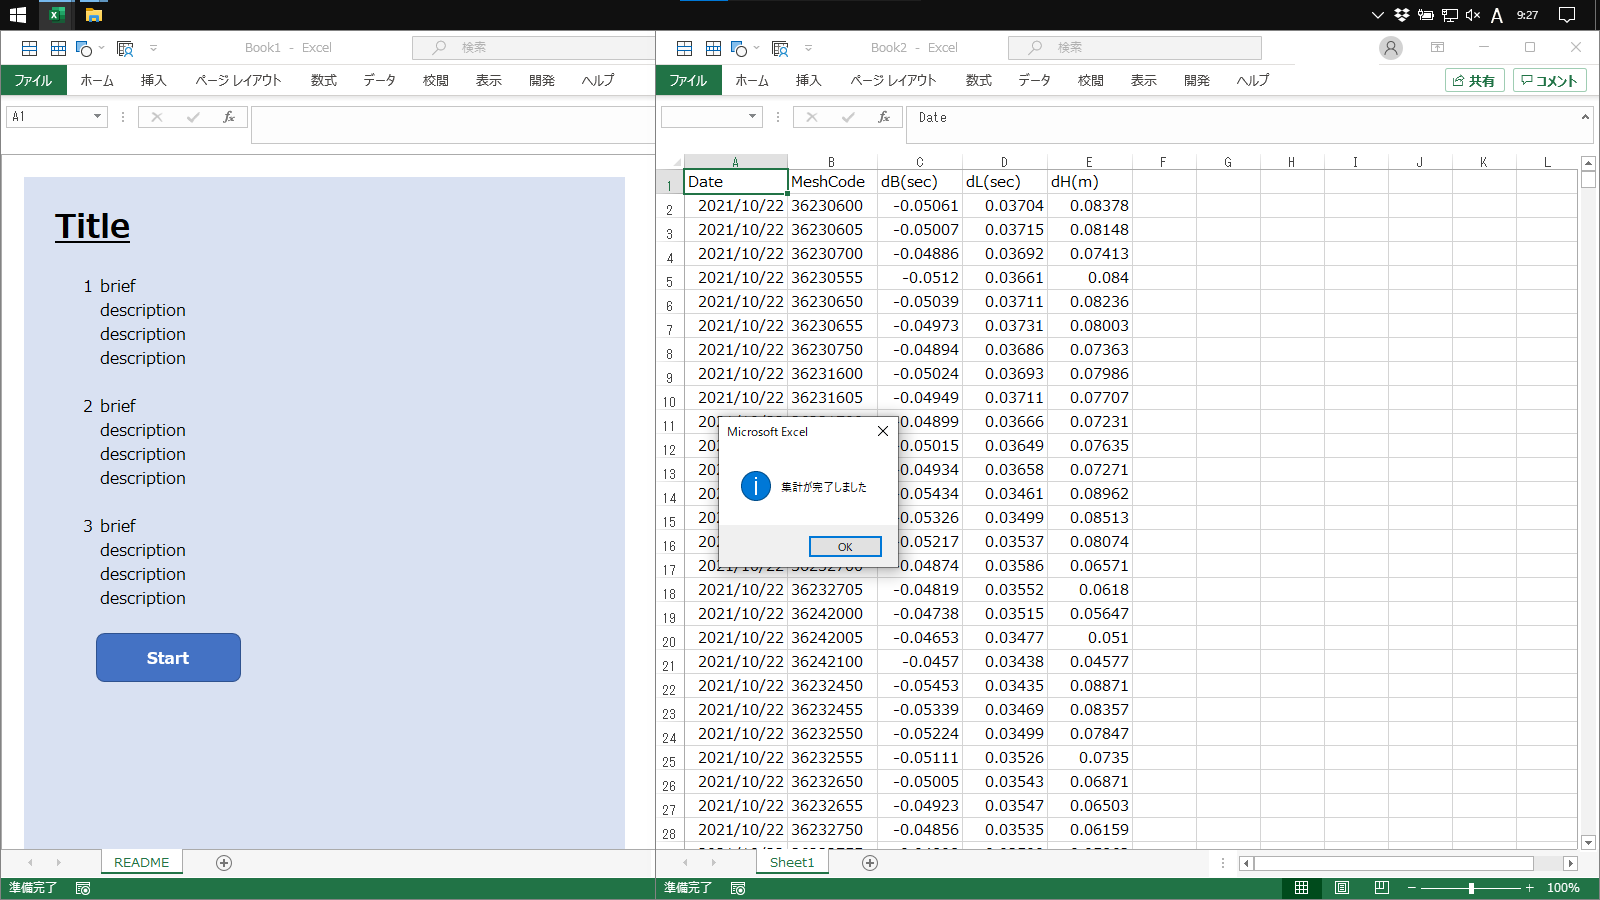 A 9:27
Book1 - Excel
検索
ファイル ホーム 挿入 ページ レイアウト 数式 データ 校閲 表示 開発 ヘルプ
A1
fx
Title
1 brief
description
description
description
2 brief
description
description
description
3 brief
description
description
description
Start
README
準備完了
Book2 - Excel
検索
ファイル ホーム 挿入 ページ レイアウト 数式 データ 校閲 表示 開発 ヘルプ
共有 コメント
fx Date
A B C D E F G H I J K L
1 Date MeshCode dB(sec) dL(sec) dH(m)
2 2021/10/22 36230600 -0.05061 0.03704 0.08378
3 2021/10/22 36230605 -0.05007 0.03715 0.08148
4 2021/10/22 36230700 -0.04886 0.03692 0.07413
5 2021/10/22 36230555 -0.0512 0.03661 0.084
6 2021/10/22 36230650 -0.05039 0.03711 0.08236
7 2021/10/22 36230655 -0.04973 0.03731 0.08003
8 2021/10/22 36230750 -0.04894 0.03686 0.07363
9 2021/10/22 36231600 -0.05024 0.03693 0.07986
10 2021/10/22 36231605 -0.04949 0.03711 0.07707
11 0.04899 0.03666 0.07231
12 202 0.05015 0.03649 0.07635
13 202 0.04934 0.03658 0.07271
14 202 0.05434 0.03461 0.08962
15 202 0.05326 0.03499 0.08513
16 202 0.05217 0.03537 0.08074
17 2021/10/22 36232700 0.04874 0.03586 0.06571
18 2021/10/22 36232705 -0.04819 0.03552 0.0618
19 2021/10/22 36242000 -0.04738 0.03515 0.05647
20 2021/10/22 36242005 -0.04653 0.03477 0.051
21 2021/10/22 36242100 -0.0457 0.03438 0.04577
22 2021/10/22 36232450 -0.05453 0.03435 0.08871
23 2021/10/22 36232455 -0.05339 0.03469 0.08357
24 2021/10/22 36232550 -0.05224 0.03499 0.07847
25 2021/10/22 36232555 -0.05111 0.03526 0.0735
26 2021/10/22 36232650 -0.05005 0.03543 0.06871
27 2021/10/22 36232655 -0.04923 0.03547 0.06503
28 2021/10/22 36232750 -0.04856 0.03535 0.06159
Microsoft Excel
集計が完了しました
OK
Sheet1
準備完了
100%